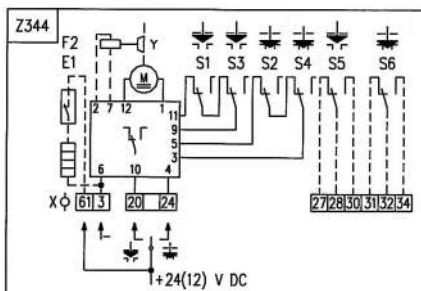 Z344
F2
E1
Y
M
S1 S3 S2 S4 S5 S6
2 7 12 1
11
9
5
3
6 10 4
X 61 3 20 24 27 28 30 31 32 34
−
+24(12) V DC